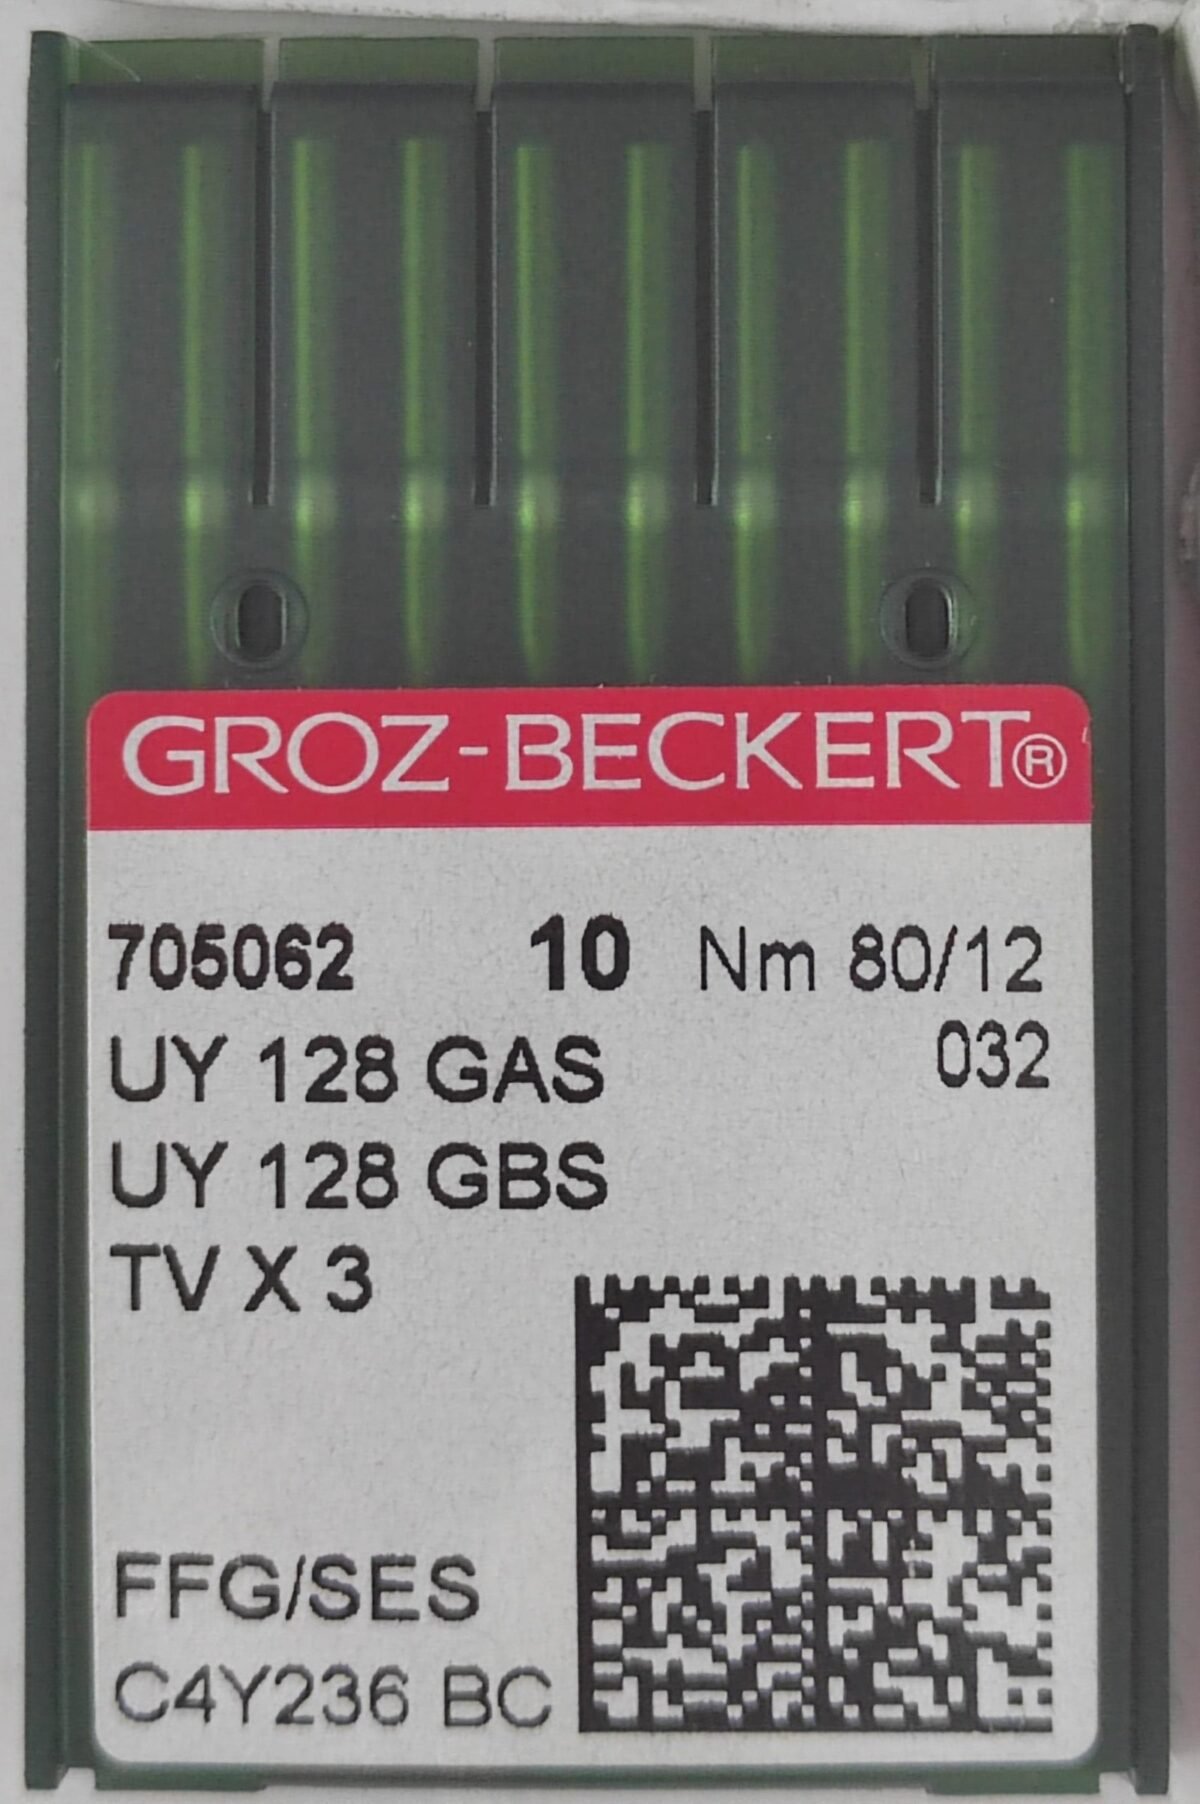 GROZ-BECKERT®
705062 10 Nm 80/12
UY 128 GAS 032
UY 128 GBS
TV X 3
FFG/SES
C4Y236 BC